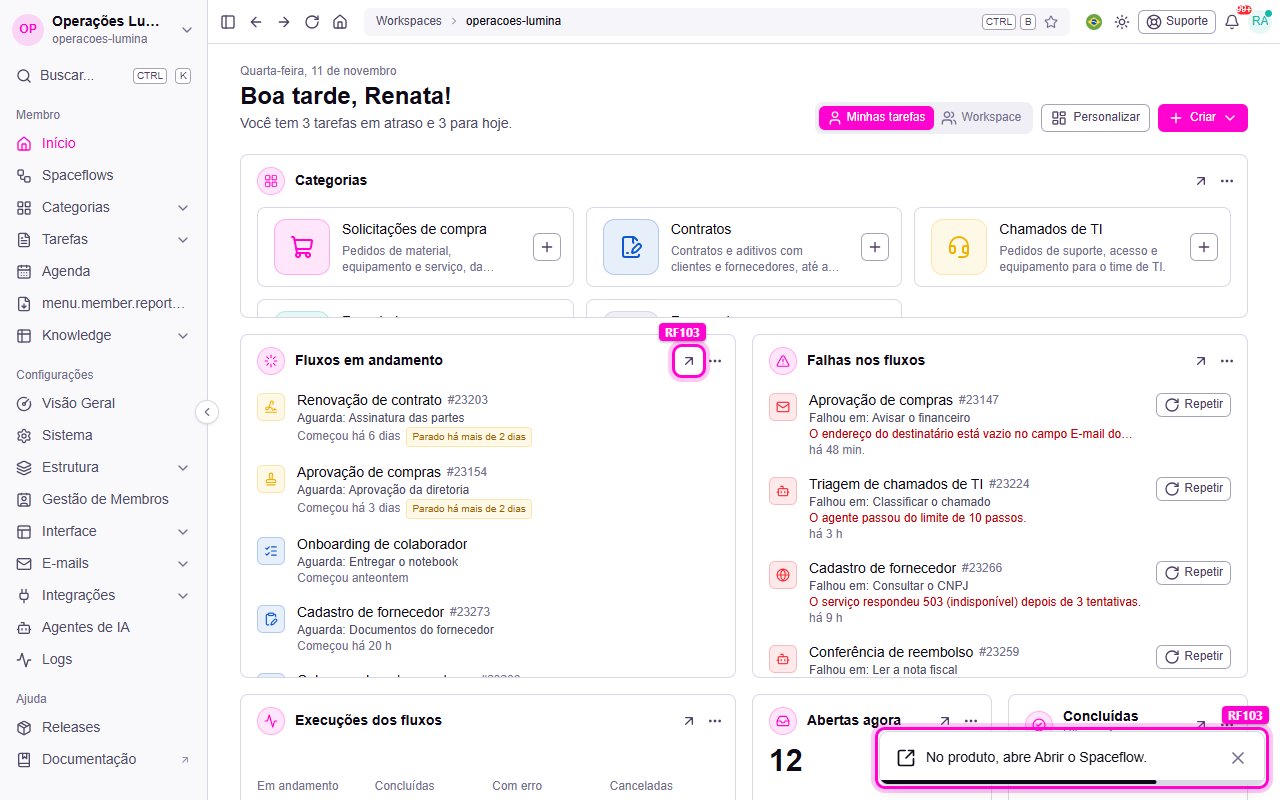 OP
Operações Lu...
operacoes-lumina
Workspaces
operacoes-lumina
CTRL
B
Suporte
99+
RA
Buscar...
CTRL
K
Membro
Início
Spaceflows
Categorias
Tarefas
Agenda
menu.member.report...
Knowledge
Configurações
Visão Geral
Sistema
Estrutura
Gestão de Membros
Interface
E-mails
Integrações
Agentes de IA
Logs
Ajuda
Releases
Documentação
Quarta-feira, 11 de novembro
Boa tarde, Renata!
Você tem 3 tarefas em atraso e 3 para hoje.
Minhas tarefas
Workspace
Personalizar
Criar
Categorias
Solicitações de compra
Pedidos de material,
equipamento e serviço, da...
Contratos
Contratos e aditivos com
clientes e fornecedores, até a...
Chamados de TI
Pedidos de suporte, acesso e
equipamento para o time de TI.
RF103
Fluxos em andamento
Renovação de contrato #23203
Aguarda: Assinatura das partes
Começou há 6 dias Parado há mais de 2 dias
Aprovação de compras #23154
Aguarda: Aprovação da diretoria
Começou há 3 dias Parado há mais de 2 dias
Onboarding de colaborador
Aguarda: Entregar o notebook
Começou anteontem
Cadastro de fornecedor #23273
Aguarda: Documentos do fornecedor
Começou há 20 h
Falhas nos fluxos
Aprovação de compras #23147
Falhou em: Avisar o financeiro
O endereço do destinatário está vazio no campo E-mail do...
há 48 min.
Repetir
Triagem de chamados de TI #23224
Falhou em: Classificar o chamado
O agente passou do limite de 10 passos.
há 3 h
Repetir
Cadastro de fornecedor #23266
Falhou em: Consultar o CNPJ
O serviço respondeu 503 (indisponível) depois de 3 tentativas.
há 9 h
Repetir
Conferência de reembolso #23259
Falhou em: Ler a nota fiscal
Repetir
Execuções dos fluxos
Em andamento
Concluídas
Com erro
Canceladas
Abertas agora
12
Concluídas
RF103
No produto, abre Abrir o Spaceflow.